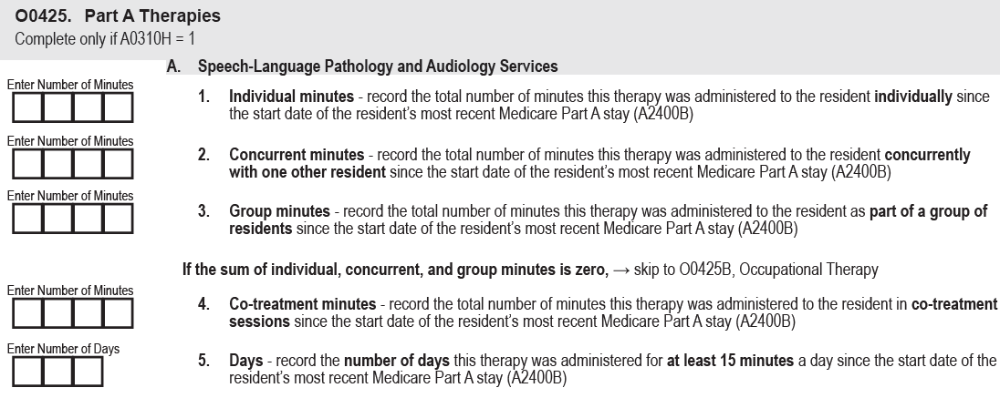 O0425. Part A Therapies
Complete only if A0310H = 1
A. Speech-Language Pathology and Audiology Services
Enter Number of Minutes
1. Individual minutes - record the total number of minutes this therapy was administered to the resident individually since
the start date of the resident's most recent Medicare Part A stay (A2400B)
Enter Number of Minutes
2. Concurrent minutes - record the total number of minutes this therapy was administered to the resident concurrently
with one other resident since the start date of the resident's most recent Medicare Part A stay (A2400B)
Enter Number of Minutes
3. Group minutes - record the total number of minutes this therapy was administered to the resident as part of a group of
residents since the start date of the resident's most recent Medicare Part A stay (A2400B)
If the sum of individual, concurrent, and group minutes is zero, → skip to O0425B, Occupational Therapy
Enter Number of Minutes
4. Co-treatment minutes - record the total number of minutes this therapy was administered to the resident in co-treatment
sessions since the start date of the resident's most recent Medicare Part A stay (A2400B)
Enter Number of Days
5. Days - record the number of days this therapy was administered for at least 15 minutes a day since the start date of the
resident's most recent Medicare Part A stay (A2400B)